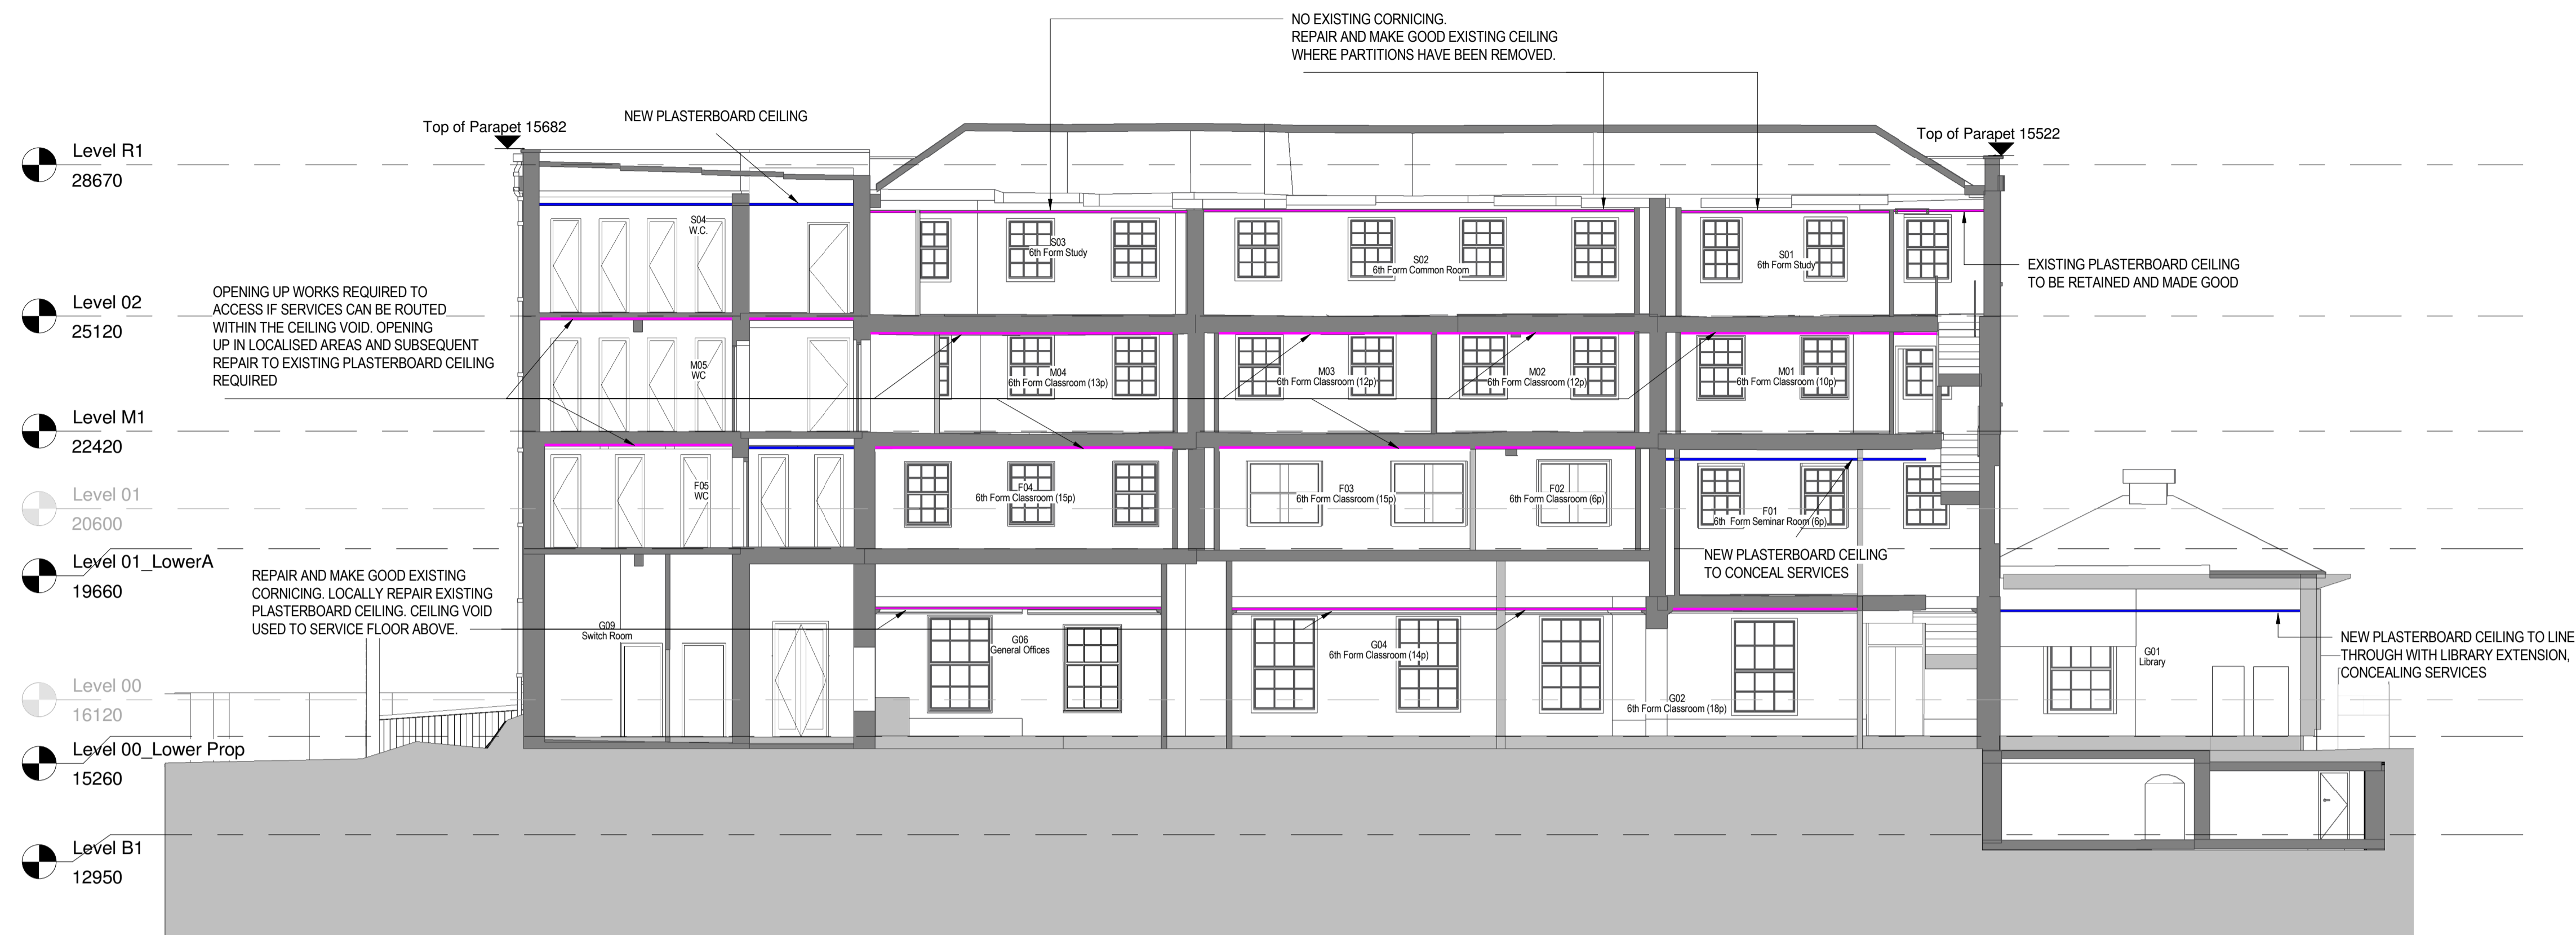 NO EXISTING CORNICING.
REPAIR AND MAKE GOOD EXISTING CEILING
WHERE PARTITIONS HAVE BEEN REMOVED.
NEW PLASTERBOARD CEILING
Top of Parapet 15682
Top of Parapet 15522
Level R1
28670
S04
W.C.
S03
6th Form Study
S02
6th Form Common Room
S01
6th Form Study
EXISTING PLASTERBOARD CEILING
TO BE RETAINED AND MADE GOOD
Level 02
25120
OPENING UP WORKS REQUIRED TO
ACCESS IF SERVICES CAN BE ROUTED
WITHIN THE CEILING VOID. OPENING
UP IN LOCALISED AREAS AND SUBSEQUENT
REPAIR TO EXISTING PLASTERBOARD CEILING
REQUIRED
M05
WC
M04
6th Form Classroom (13p)
M03
6th Form Classroom (12p)
M02
6th Form Classroom (12p)
M01
6th Form Classroom (10p)
Level M1
22420
Level 01
20600
F05
WC
F04
6th Form Classroom (15p)
F03
6th Form Classroom (15p)
F02
6th Form Classroom (6p)
F01
6th Form Seminar Room (6p)
NEW PLASTERBOARD CEILING
TO CONCEAL SERVICES
Level 01_LowerA
19660
REPAIR AND MAKE GOOD EXISTING
CORNICING. LOCALLY REPAIR EXISTING
PLASTERBOARD CEILING. CEILING VOID
USED TO SERVICE FLOOR ABOVE.
G09
Switch Room
G06
General Offices
G04
6th Form Classroom (14p)
G02
6th Form Classroom (18p)
G01
Library
NEW PLASTERBOARD CEILING TO LINE
THROUGH WITH LIBRARY EXTENSION,
CONCEALING SERVICES
Level 00
16120
Level 00_Lower Prop
15260
Level B1
12950